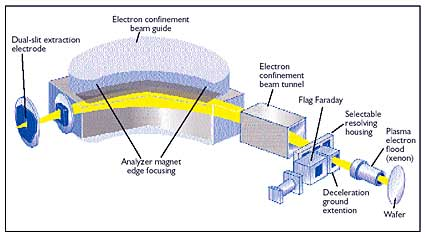 Electron confinement
beam guide
Dual-slit extraction
electrode
Electron
confinement
beam tunnel
Flag Faraday
Selectable
resolving
housing
Plasma
electron
flood
(xenon)
Analyzer magnet
edge focusing
Deceleration
ground
extention
Wafer